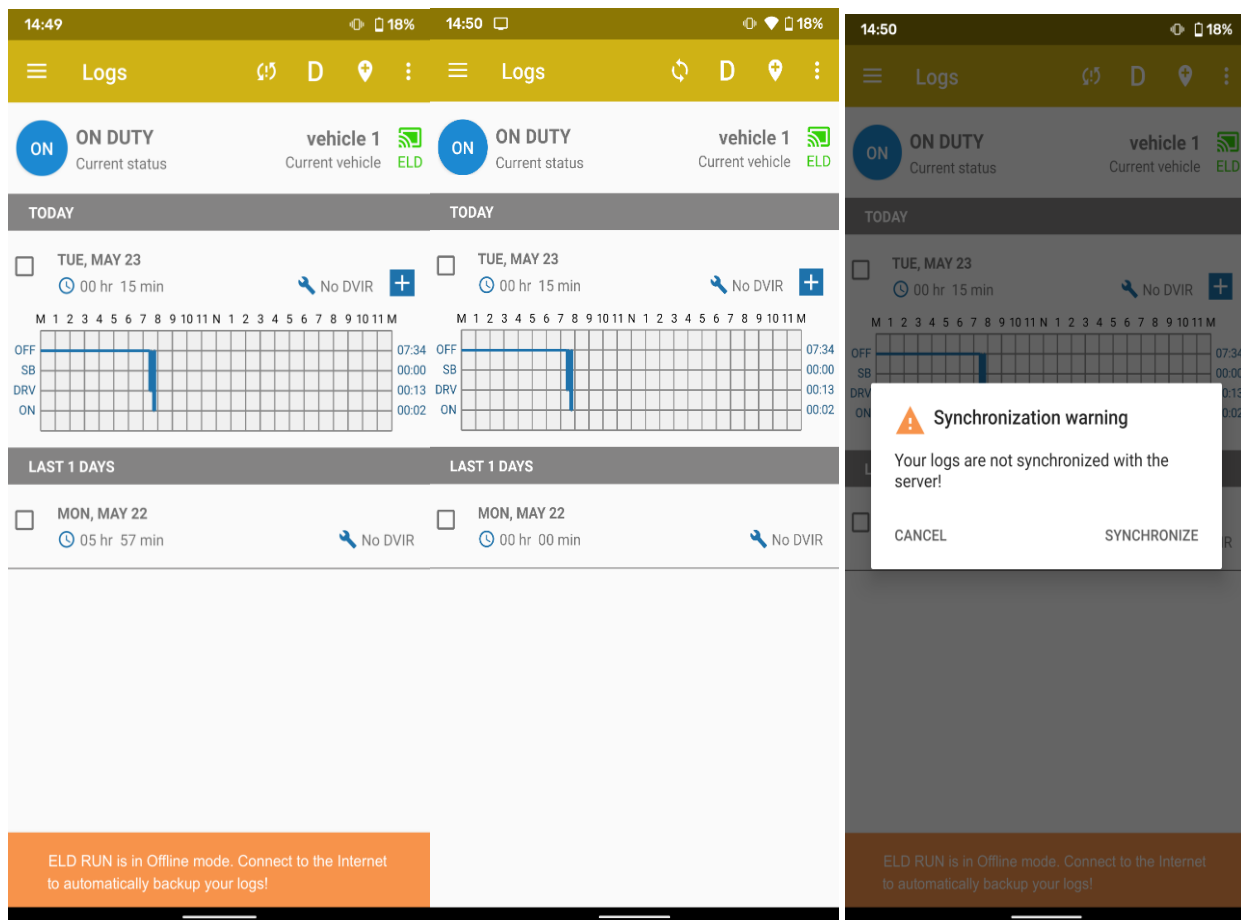 14:49
18%
Logs
D
ON
ON DUTY
Current status
vehicle 1
Current vehicle
ELD
TODAY
TUE, MAY 23
00 hr 15 min
No DVIR
M 1 2 3 4 5 6 7 8 9 10 11 N 1 2 3 4 5 6 7 8 9 10 11 M
OFF 07:34
SB 00:00
DRV 00:13
ON 00:02
LAST 1 DAYS
MON, MAY 22
05 hr 57 min
No DVIR
ELD RUN is in Offline mode. Connect to the Internet
to automatically backup your logs!
14:50
18%
Logs
D
ON
ON DUTY
Current status
vehicle 1
Current vehicle
ELD
TODAY
TUE, MAY 23
00 hr 15 min
No DVIR
M 1 2 3 4 5 6 7 8 9 10 11 N 1 2 3 4 5 6 7 8 9 10 11 M
OFF 07:34
SB 00:00
DRV 00:13
ON 00:02
LAST 1 DAYS
MON, MAY 22
00 hr 00 min
No DVIR
14:50
18%
Logs
D
ON
ON DUTY
Current status
vehicle 1
Current vehicle
ELD
TODAY
TUE, MAY 23
00 hr 15 min
No DVIR
M 1 2 3 4 5 6 7 8 9 10 11 N 1 2 3 4 5 6 7 8 9 10 11 M
OFF 07:34
SB 00:00
DRV
ON
Synchronization warning
Your logs are not synchronized with the
server!
CANCEL
SYNCHRONIZE
ELD RUN is in Offline mode. Connect to the Internet
to automatically backup your logs!